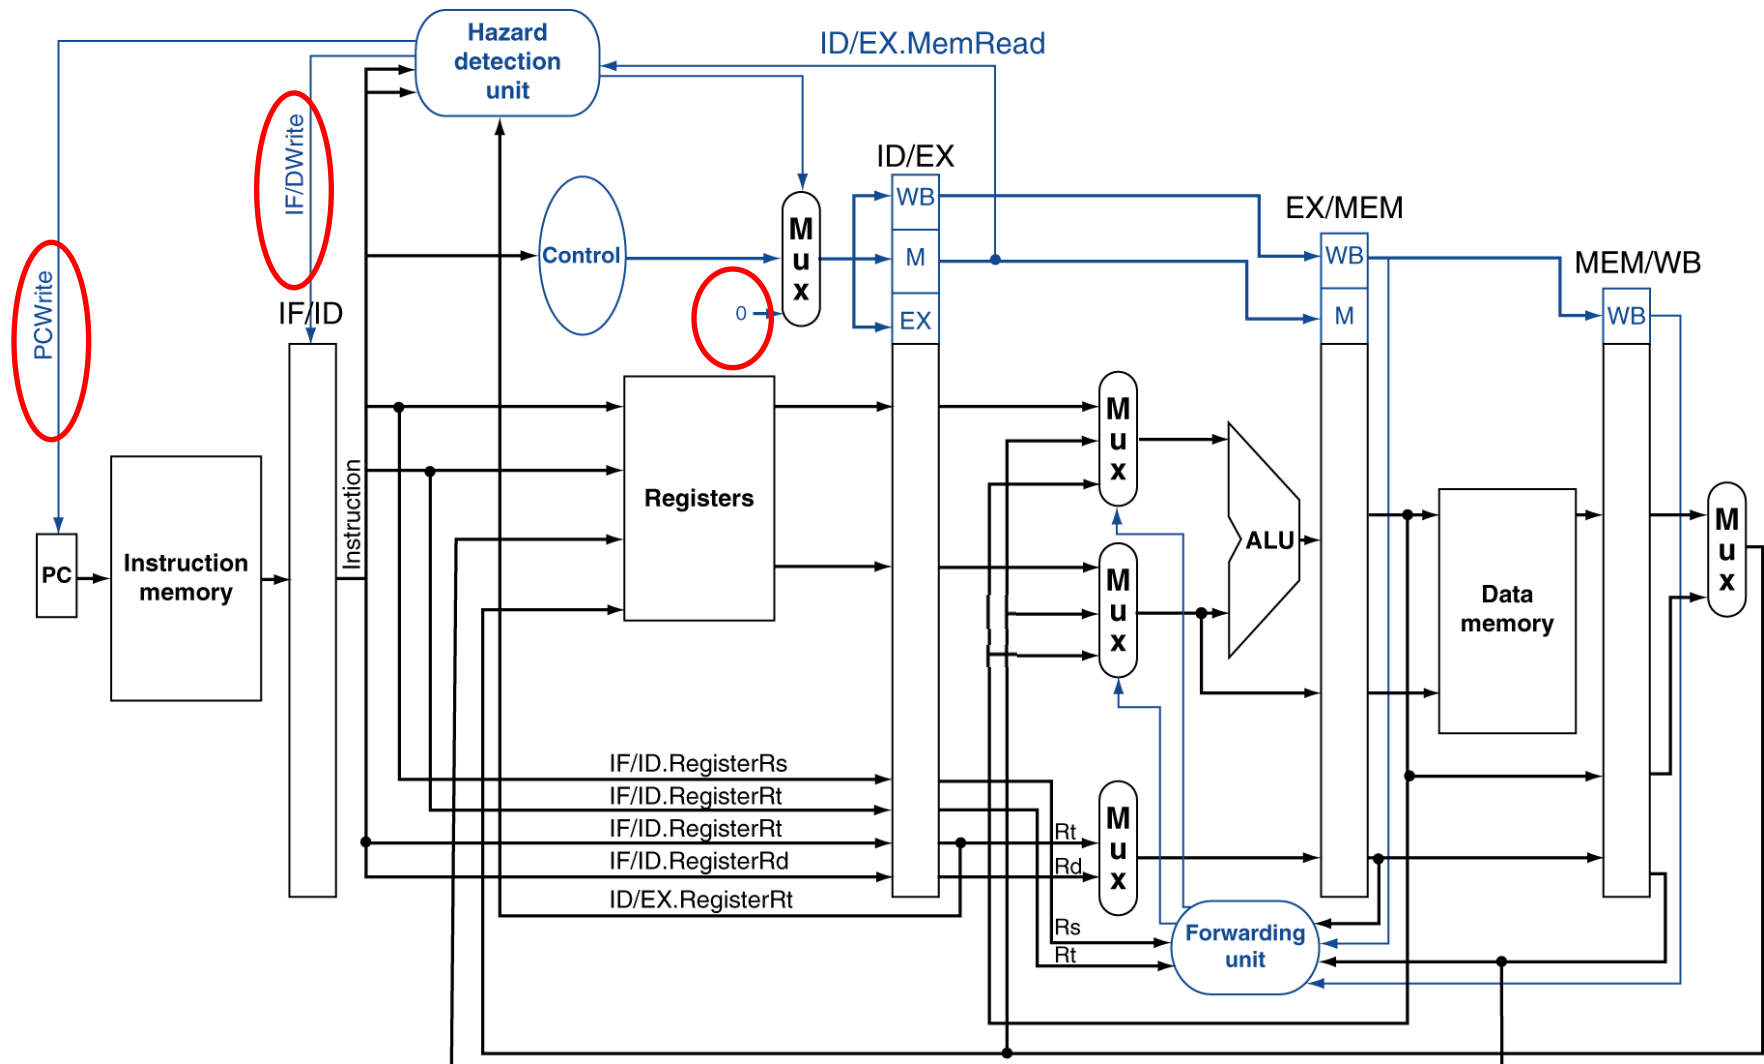 Hazard
detection
unit
ID/EX.MemRead
IF/DWrite
PCWrite
ID/EX
WB
M
EX
Control
0
M
u
x
EX/MEM
WB
M
MEM/WB
WB
IF/ID
PC
Instruction
memory
Instruction
Registers
M
u
x
M
u
x
ALU
Data
memory
M
u
x
IF/ID.RegisterRs
IF/ID.RegisterRt
IF/ID.RegisterRt
IF/ID.RegisterRd
ID/EX.RegisterRt
Rt
Rd
M
u
x
Rs
Rt
Forwarding
unit